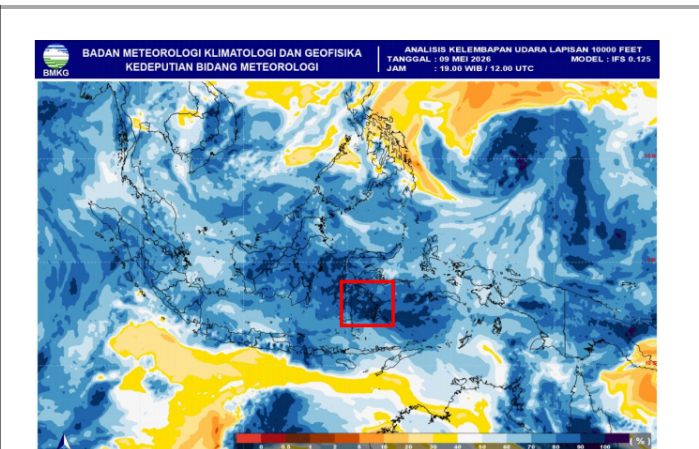 BADAN METEOROLOGI KLIMATOLOGI DAN GEOFISIKA
KEDEPUTIAN BIDANG METEOROLOGI
BMKG
ANALISIS KELEMBAPAN UDARA LAPISAN 10000 FEET
TANGGAL : 09 MEI 2026 MODEL : IFS 0.125
JAM : 19.00 WIB / 12.00 UTC
( % )